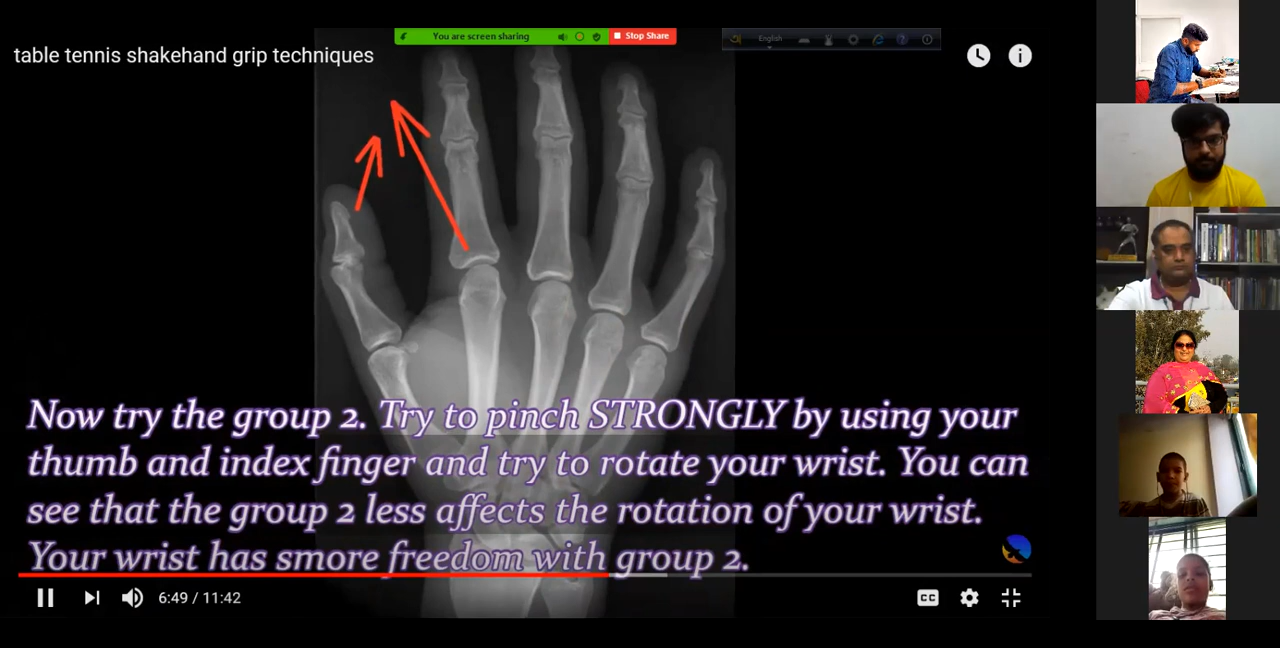 You are screen sharing
Stop Share
English
table tennis shakehand grip techniques
Now try the group 2. Try to pinch STRONGLY by using your
thumb and index finger and try to rotate your wrist. You can
see that the group 2 less affects the rotation of your wrist.
Your wrist has smore freedom with group 2.
6:49 / 11:42
CC